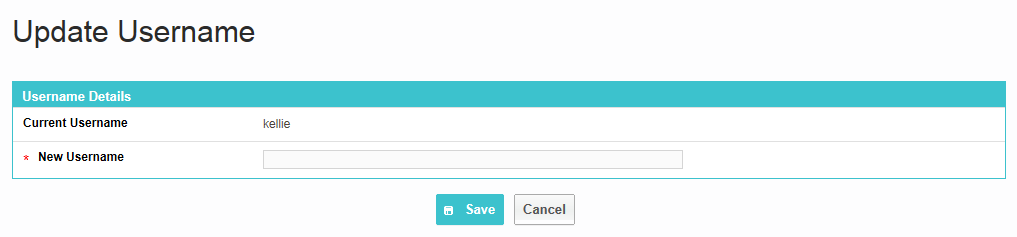 Update Username
Username Details
Current Username kellie
* New Username
Save Cancel